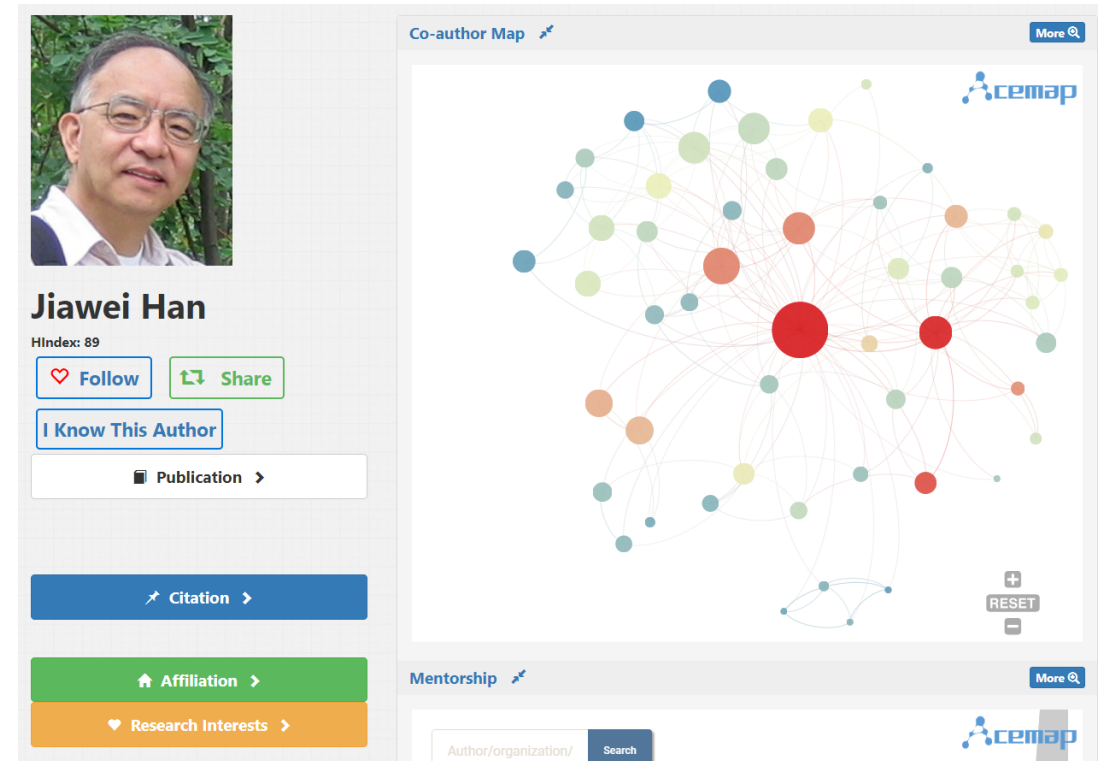 Jiawei Han
HIndex: 89
Follow
Share
I Know This Author
Publication
Citation
Affiliation
Research Interests
Co-author Map
More
Acemap
RESET
Mentorship
More
Acemap
Author/organization/
Search